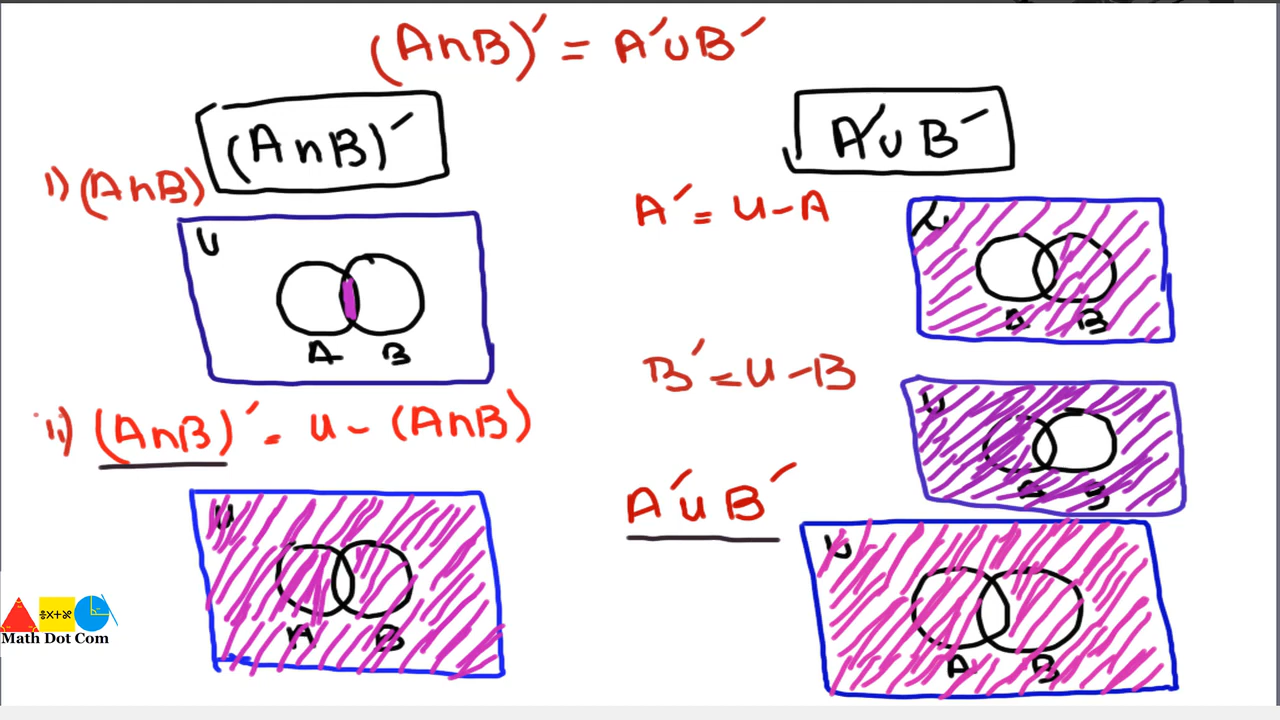 (A∩B)′ = A′∪B′
(A∩B)′
i) (A∩B)
U
A B
ii) (A∩B)′ = U - (A∩B)
U
A B
A′∪B′
A′ = U - A
U
A B
B′ = U - B
U
A B
A′∪B′
U
A B
÷x+
Math Dot Com